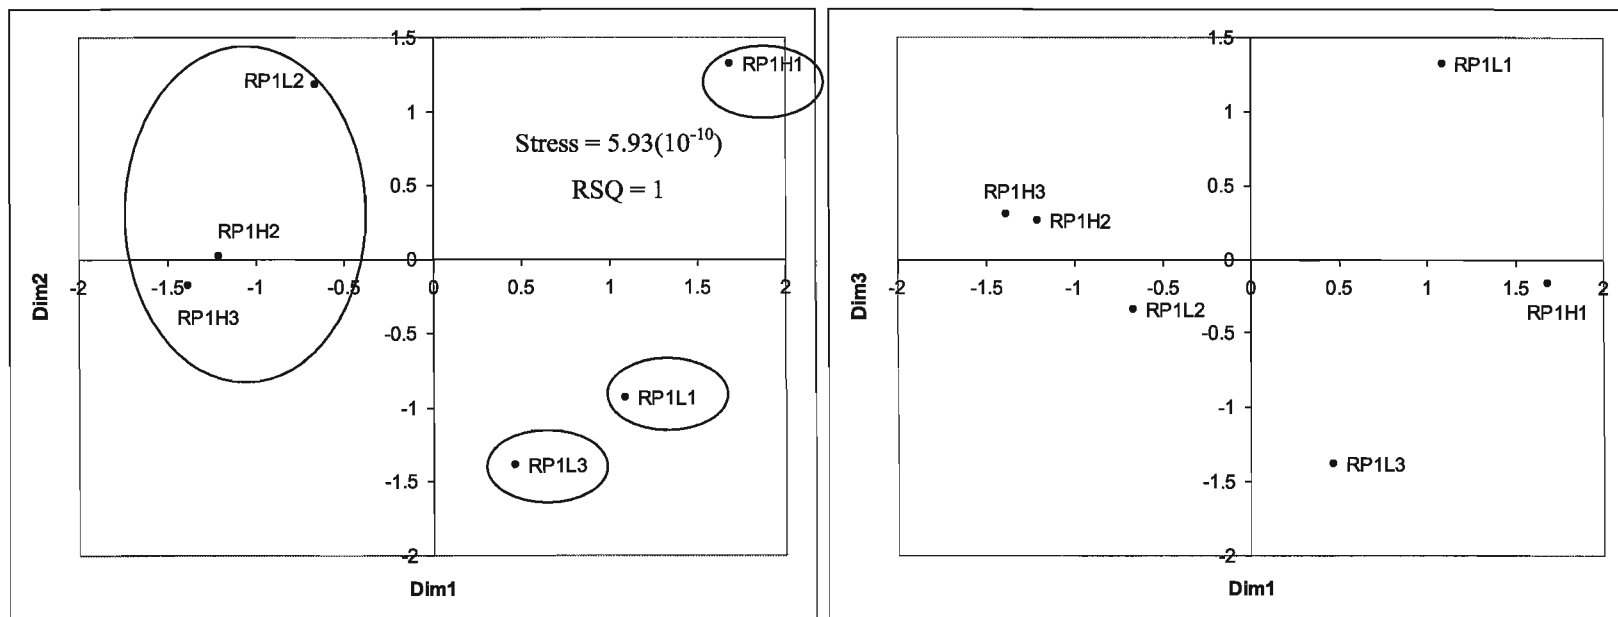 1.5
RP1H1
RP1L2
1
Stress = 5.93(10^-10)
0.5
RSQ = 1
RP1H2
0
-2 -1.5 -1 -0.5 0 0.5 1 1.5 2
Dim2
RP1H3
-0.5
RP1L1
-1
RP1L3
-1.5
-2
Dim1
1.5
RP1L1
1
0.5
RP1H3
RP1H2
0
-2 -1.5 -1 -0.5 0 0.5 1 1.5 2
Dim3
RP1L2
RP1H1
-0.5
-1
RP1L3
-1.5
-2
Dim1